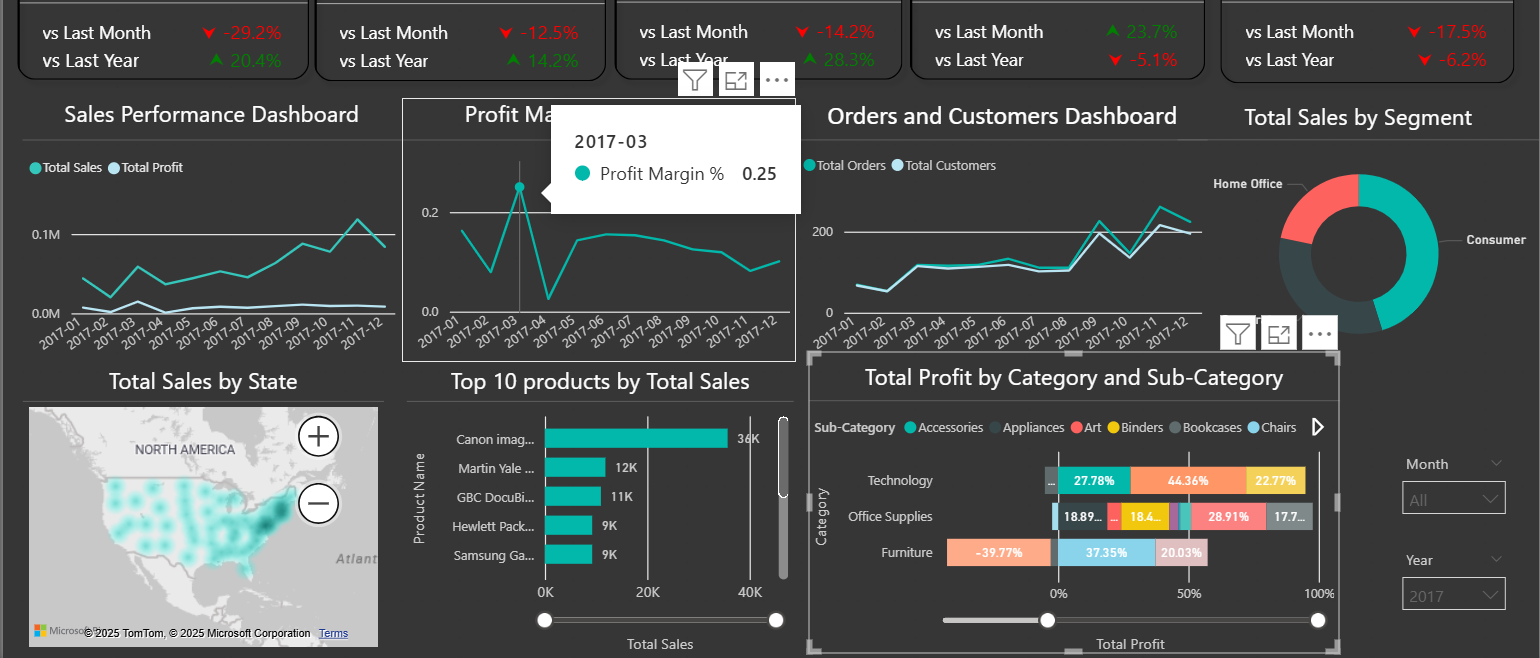 vs Last Month -29.2%
vs Last Year 20.4%
vs Last Month -12.5%
vs Last Year 14.2%
vs Last Month -14.2%
vs Last Year 28.3%
vs Last Month 23.7%
vs Last Year -5.1%
vs Last Month -17.5%
vs Last Year -6.2%
Sales Performance Dashboard
Total Sales Total Profit
0.1M
0.0M
2017-01 2017-02 2017-03 2017-04 2017-05 2017-06 2017-07 2017-08 2017-09 2017-10 2017-11 2017-12
Profit Ma
2017-03
Profit Margin % 0.25
0.2
0.0
2017-01 2017-02 2017-03 2017-04 2017-05 2017-06 2017-07 2017-08 2017-09 2017-10 2017-11 2017-12
Orders and Customers Dashboard
Total Orders Total Customers
200
0
2017-01 2017-02 2017-03 2017-04 2017-05 2017-06 2017-07 2017-08 2017-09 2017-10 2017-11 2017-12
Total Sales by Segment
Home Office
Consumer
Total Sales by State
NORTH AMERICA
Atlant
Microsoft
© 2025 TomTom, © 2025 Microsoft Corporation Terms
Top 10 products by Total Sales
Product Name
Canon imag... 36K
Martin Yale ... 12K
GBC DocuBi... 11K
Hewlett Pack... 9K
Samsung Ga... 9K
0K 20K 40K
Total Sales
Total Profit by Category and Sub-Category
Sub-Category Accessories Appliances Art Binders Bookcases Chairs
Category
Technology ... 27.78% 44.36% 22.77%
Office Supplies 18.89... ... 18.4... 28.91% 17.7...
Furniture -39.77% 37.35% 20.03%
0% 50% 100%
Total Profit
Month
All
Year
2017